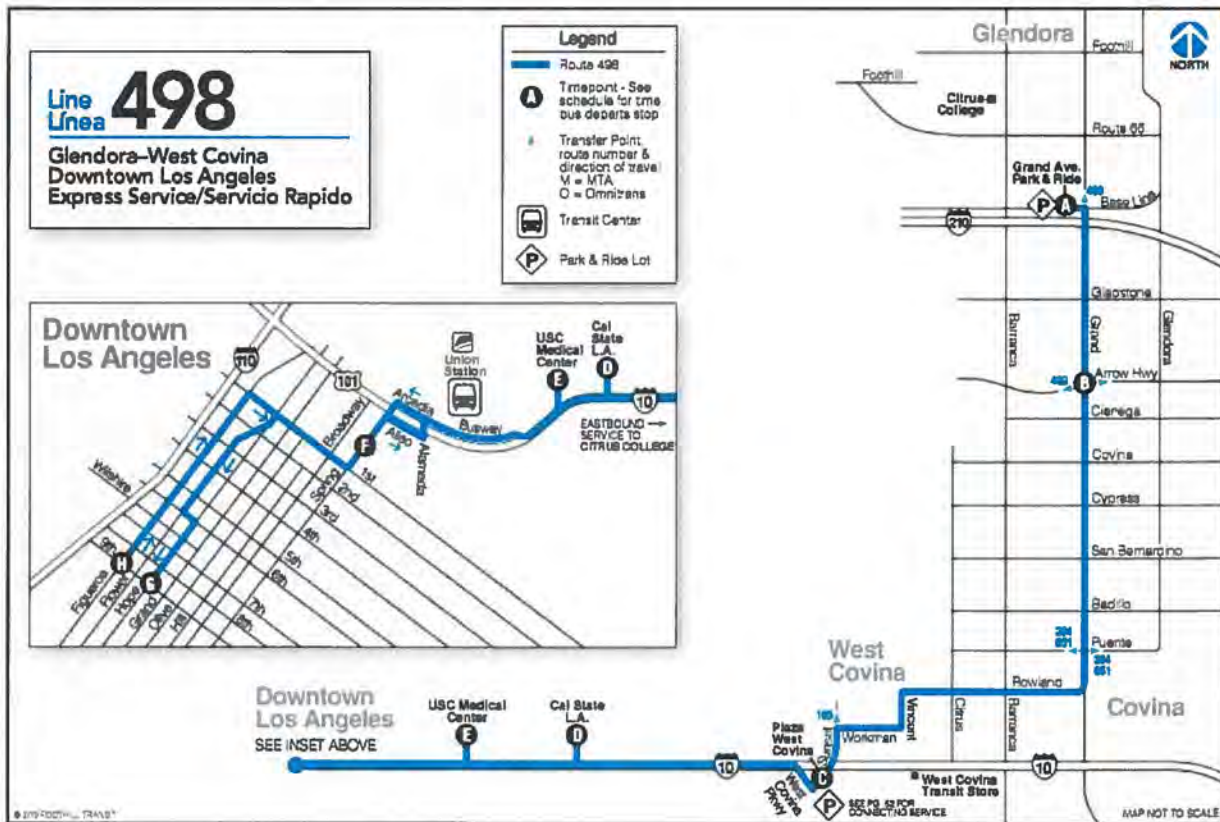 Line
Línea
498
Glendora–West Covina
Downtown Los Angeles
Express Service/Servicio Rapido
Legend
Route 498
A
Timepoint - See
schedule for time
bus departs stop
Transfer Point
route number &
direction of travel
M = MTA
O = Omnitrans
Transit Center
P
Park & Ride Lot
NORTH
Glendora
Foothill
Foothill
Citrus
College
Route 66
Grand Ave.
Park & Ride
P
A
Base Line
210
Gladstone
Barranca
Grand
Glendora
B
Arrow Hwy
Cienega
Covina
Cypress
San Bernardino
Badillo
Puente
Rowland
Covina
West
Covina
Vincent
Citrus
Barranca
Workman
Sunset
Plaza
West
Covina
C
West
Covina
Pkwy
P
SEE PG. 52 FOR
CONNECTING SERVICE
West Covina
Transit Store
10
10
MAP NOT TO SCALE
Downtown
Los Angeles
110
101
Union
Station
USC
Medical
Center
E
Cal
State
L.A.
D
10
EASTBOUND
SERVICE TO
CITRUS COLLEGE
Busway
Arcadia
Aliso
Alameda
Broadway
Spring
F
1st
2nd
3rd
4th
5th
6th
7th
8th
9th
Wilshire
H
G
Figueroa
Flower
Hope
Grand
Olive
Hill
Downtown
Los Angeles
SEE INSET ABOVE
USC Medical
Center
E
Cal State
L.A.
D